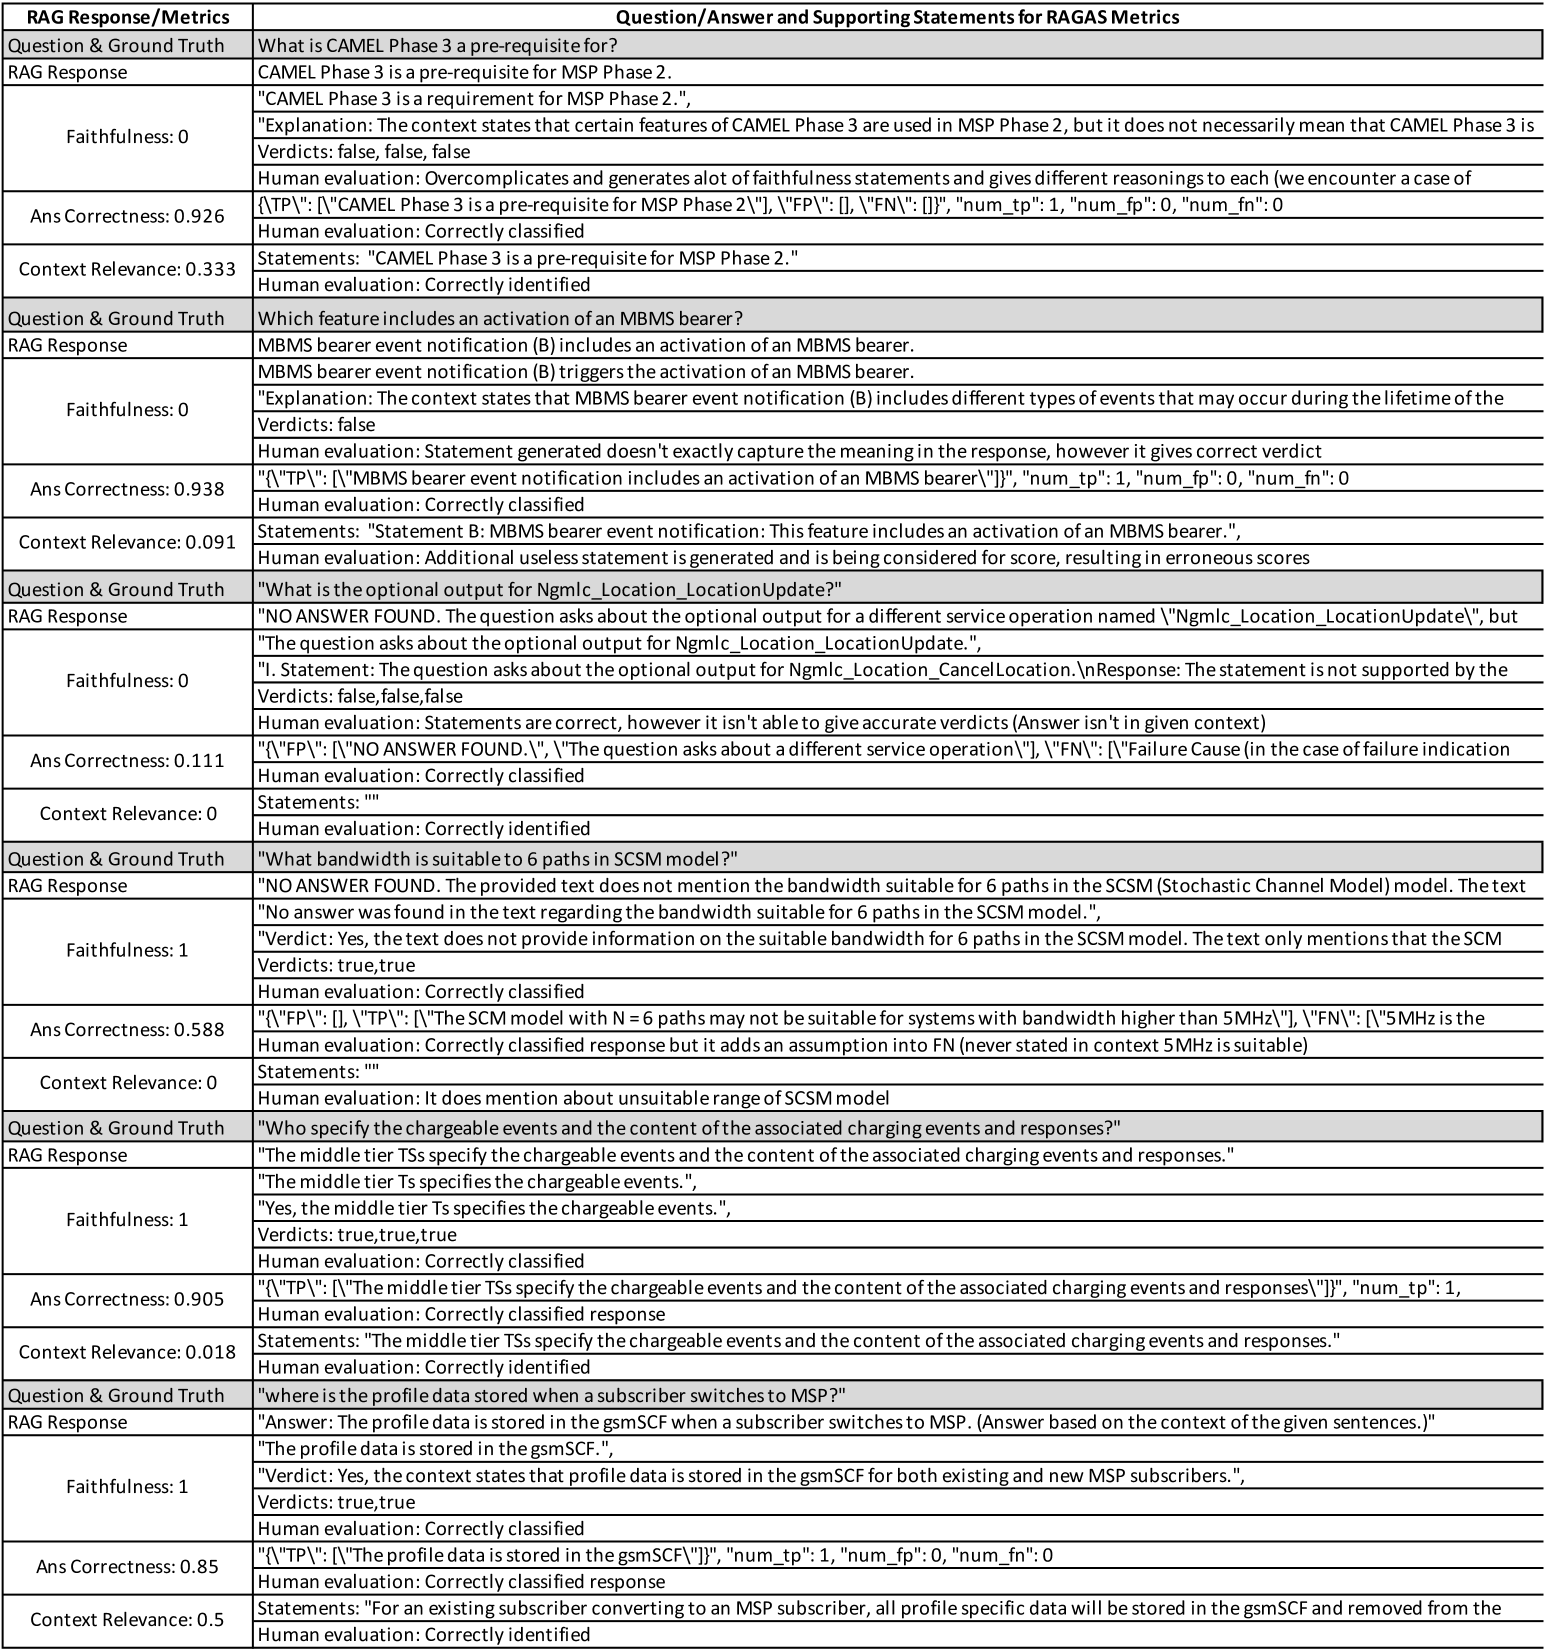 RAG Response/Metrics
Question/Answer and Supporting Statements for RAGAS Metrics
Question & Ground Truth
What is CAMEL Phase 3 a pre-requisite for?
RAG Response
CAMEL Phase 3 is a pre-requisite for MSP Phase 2.
Faithfulness: 0
"CAMEL Phase 3 is a requirement for MSP Phase 2.",
"Explanation: The context states that certain features of CAMEL Phase 3 are used in MSP Phase 2, but it does not necessarily mean that CAMEL Phase 3 is
Verdicts: false, false, false
Human evaluation: Overcomplicates and generates alot of faithfulness statements and gives different reasonings to each (we encounter a case of
Ans Correctness: 0.926
{\TP\": [\"CAMEL Phase 3 is a pre-requisite for MSP Phase 2\"], \"FP\": [], \"FN\": []}", "num_tp": 1, "num_fp": 0, "num_fn": 0
Human evaluation: Correctly classified
Context Relevance: 0.333
Statements:  "CAMEL Phase 3 is a pre-requisite for MSP Phase 2."
Human evaluation: Correctly identified
Question & Ground Truth
Which feature includes an activation of an MBMS bearer?
RAG Response
MBMS bearer event notification (B) includes an activation of an MBMS bearer.
Faithfulness: 0
MBMS bearer event notification (B) triggers the activation of an MBMS bearer.
"Explanation: The context states that MBMS bearer event notification (B) includes different types of events that may occur during the lifetime of the
Verdicts: false
Human evaluation: Statement generated doesn't exactly capture the meaning in the response, however it gives correct verdict
Ans Correctness: 0.938
"{\"TP\": [\"MBMS bearer event notification includes an activation of an MBMS bearer\"]}", "num_tp": 1, "num_fp": 0, "num_fn": 0
Human evaluation: Correctly classified
Context Relevance: 0.091
Statements:  "Statement B: MBMS bearer event notification: This feature includes an activation of an MBMS bearer.",
Human evaluation: Additional useless statement is generated and is being considered for score, resulting in erroneous scores
Question & Ground Truth
"What is the optional output for Ngmlc_Location_LocationUpdate?"
RAG Response
"NO ANSWER FOUND. The question asks about the optional output for a different service operation named \"Ngmlc_Location_LocationUpdate\", but
Faithfulness: 0
"The question asks about the optional output for Ngmlc_Location_LocationUpdate.",
"I. Statement: The question asks about the optional output for Ngmlc_Location_CancelLocation.\nResponse: The statement is not supported by the
Verdicts: false,false,false
Human evaluation: Statements are correct, however it isn't able to give accurate verdicts (Answer isn't in given context)
Ans Correctness: 0.111
"{\"FP\": [\"NO ANSWER FOUND.\", \"The question asks about a different service operation\"], \"FN\": [\"Failure Cause (in the case of failure indication
Human evaluation: Correctly classified
Context Relevance: 0
Statements: ""
Human evaluation: Correctly identified
Question & Ground Truth
"What bandwidth is suitable to 6 paths in SCSM model?"
RAG Response
"NO ANSWER FOUND. The provided text does not mention the bandwidth suitable for 6 paths in the SCSM (Stochastic Channel Model) model. The text
Faithfulness: 1
"No answer was found in the text regarding the bandwidth suitable for 6 paths in the SCSM model.",
"Verdict: Yes, the text does not provide information on the suitable bandwidth for 6 paths in the SCSM model. The text only mentions that the SCM
Verdicts: true,true
Human evaluation: Correctly classified
Ans Correctness: 0.588
"{\"FP\": [], \"TP\": [\"The SCM model with N = 6 paths may not be suitable for systems with bandwidth higher than 5MHz\"], \"FN\": [\"5MHz is the
Human evaluation: Correctly classified response but it adds an assumption into FN (never stated in context 5MHz is suitable)
Context Relevance: 0
Statements: ""
Human evaluation: It does mention about unsuitable range of SCSM model
Question & Ground Truth
"Who specify the chargeable events and the content of the associated charging events and responses?"
RAG Response
"The middle tier TSs specify the chargeable events and the content of the associated charging events and responses."
Faithfulness: 1
"The middle tier Ts specifies the chargeable events.",
"Yes, the middle tier Ts specifies the chargeable events.",
Verdicts: true,true,true
Human evaluation: Correctly classified
Ans Correctness: 0.905
"{\"TP\": [\"The middle tier TSs specify the chargeable events and the content of the associated charging events and responses\"]}", "num_tp": 1,
Human evaluation: Correctly classified response
Context Relevance: 0.018
Statements: "The middle tier TSs specify the chargeable events and the content of the associated charging events and responses."
Human evaluation: Correctly identified
Question & Ground Truth
"where is the profile data stored when a subscriber switches to MSP?"
RAG Response
"Answer: The profile data is stored in the gsmSCF when a subscriber switches to MSP. (Answer based on the context of the given sentences.)"
Faithfulness: 1
"The profile data is stored in the gsmSCF.",
"Verdict: Yes, the context states that profile data is stored in the gsmSCF for both existing and new MSP subscribers.",
Verdicts: true,true
Human evaluation: Correctly classified
Ans Correctness: 0.85
"{\"TP\": [\"The profile data is stored in the gsmSCF\"]}", "num_tp": 1, "num_fp": 0, "num_fn": 0
Human evaluation: Correctly classified response
Context Relevance: 0.5
Statements: "For an existing subscriber converting to an MSP subscriber, all profile specific data will be stored in the gsmSCF and removed from the
Human evaluation: Correctly identified